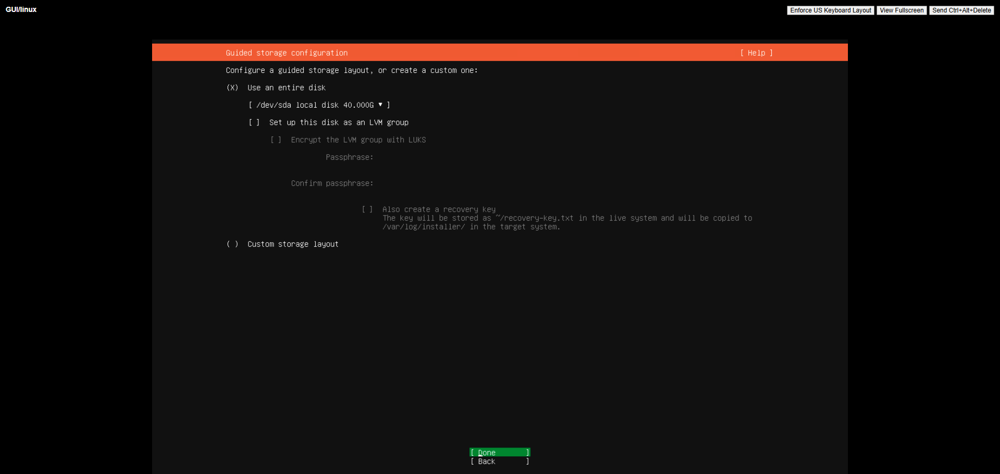 GUI/linux
Enforce US Keyboard Layout View Fullscreen Send Ctrl+Alt+Delete
Guided storage configuration [ Help ]
Configure a guided storage layout, or create a custom one:
(X) Use an entire disk
[ /dev/sda local disk 40.000G ▾ ]
[ ] Set up this disk as an LVM group
[ ] Encrypt the LVM group with LUKS
Passphrase:
Confirm passphrase:
[ ] Also create a recovery key
The key will be stored as ~/recovery-key.txt in the live system and will be copied to
/var/log/installer/ in the target system.
( ) Custom storage layout
[ Done ]
[ Back ]